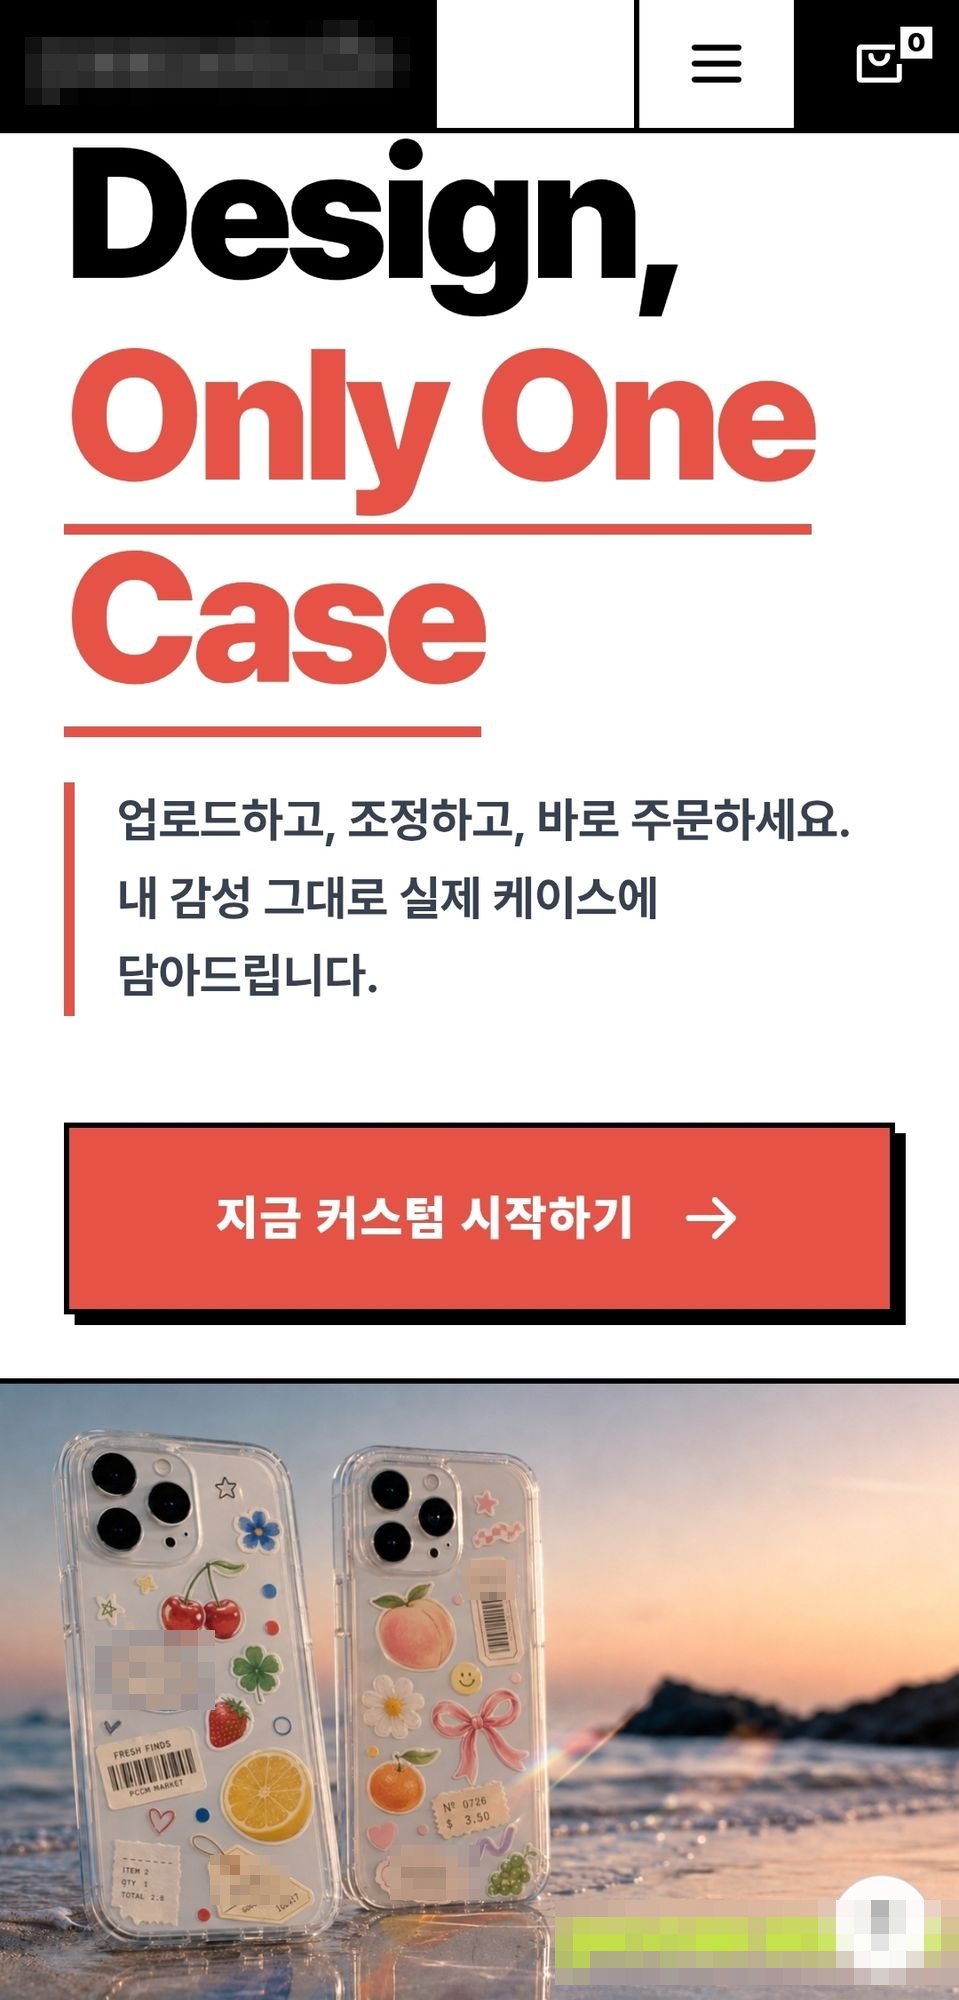 0
Design,
Only One
Case
업로드하고, 조정하고, 바로 주문하세요.
내 감성 그대로 실제 케이스에
담아드립니다.
지금 커스텀 시작하기 →
FRESH FINDS
PCCM MARKET
ITEM 2
QTY 1
TOTAL 2.8
Nº 0726
$ 3.50